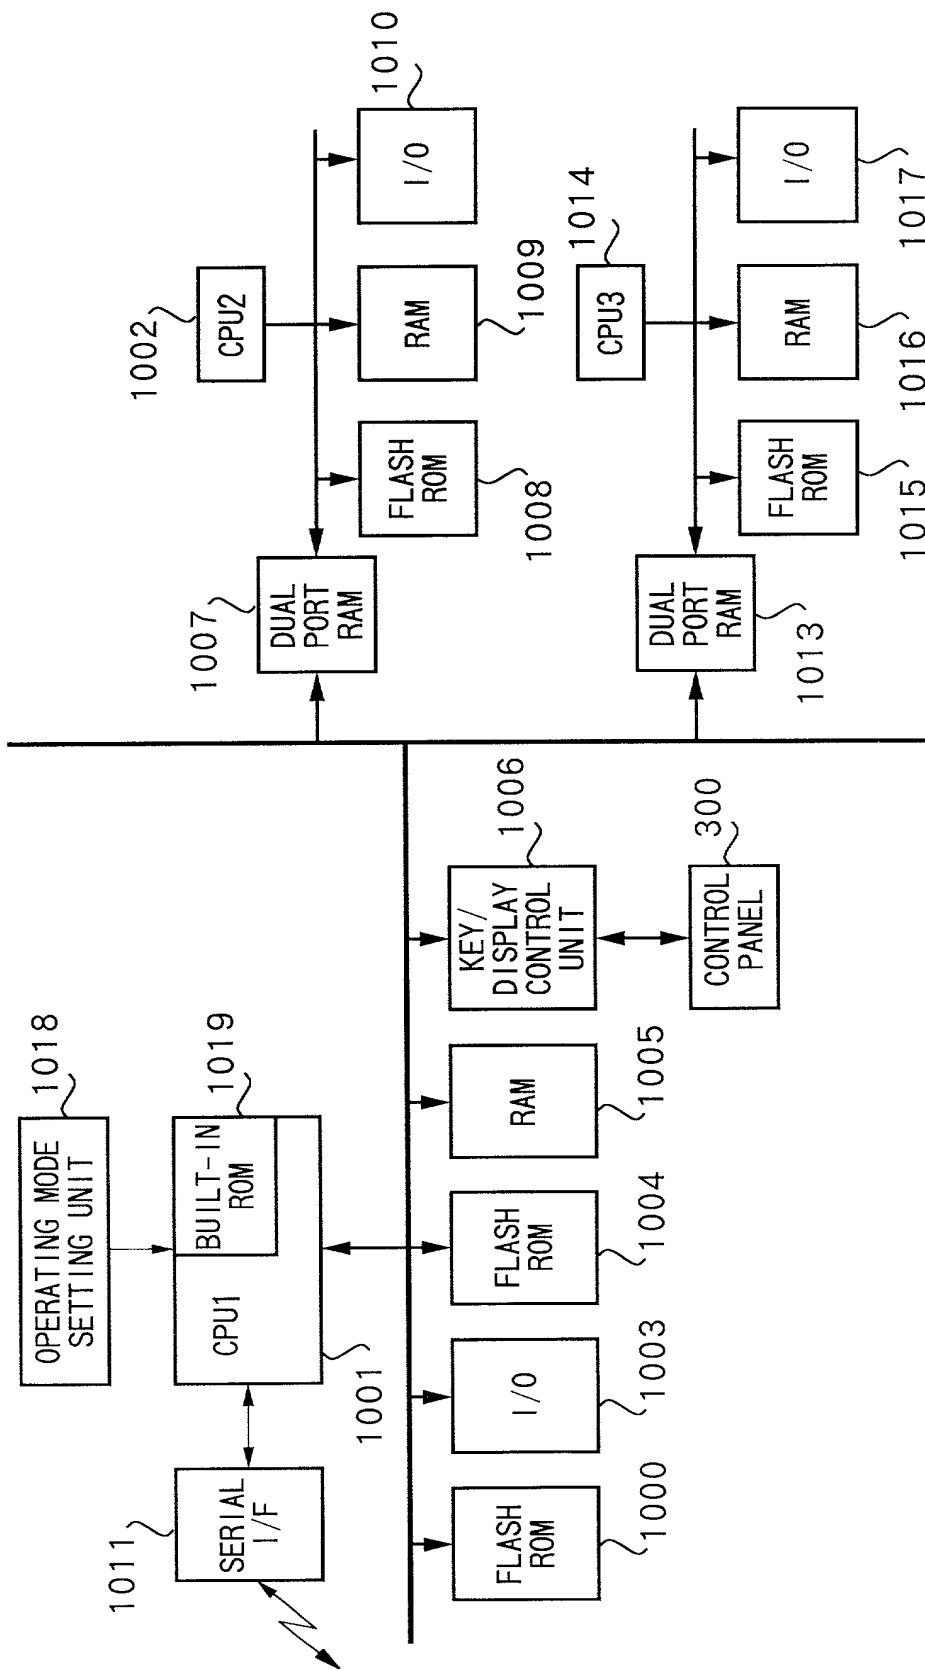 1018
OPERATING MODE
SETTING UNIT
1019
BUILT-IN
ROM
CPU1
1001
1011
SERIAL
I/F
FLASH
ROM
1000
I/O
1003
FLASH
ROM
1004
RAM
1005
KEY/
DISPLAY
CONTROL
UNIT
1006
CONTROL
PANEL
300
1002
CPU2
1007
DUAL
PORT
RAM
FLASH
ROM
1008
RAM
1009
I/O
1010
CPU3
1014
DUAL
PORT
RAM
1013
FLASH
ROM
1015
RAM
1016
I/O
1017